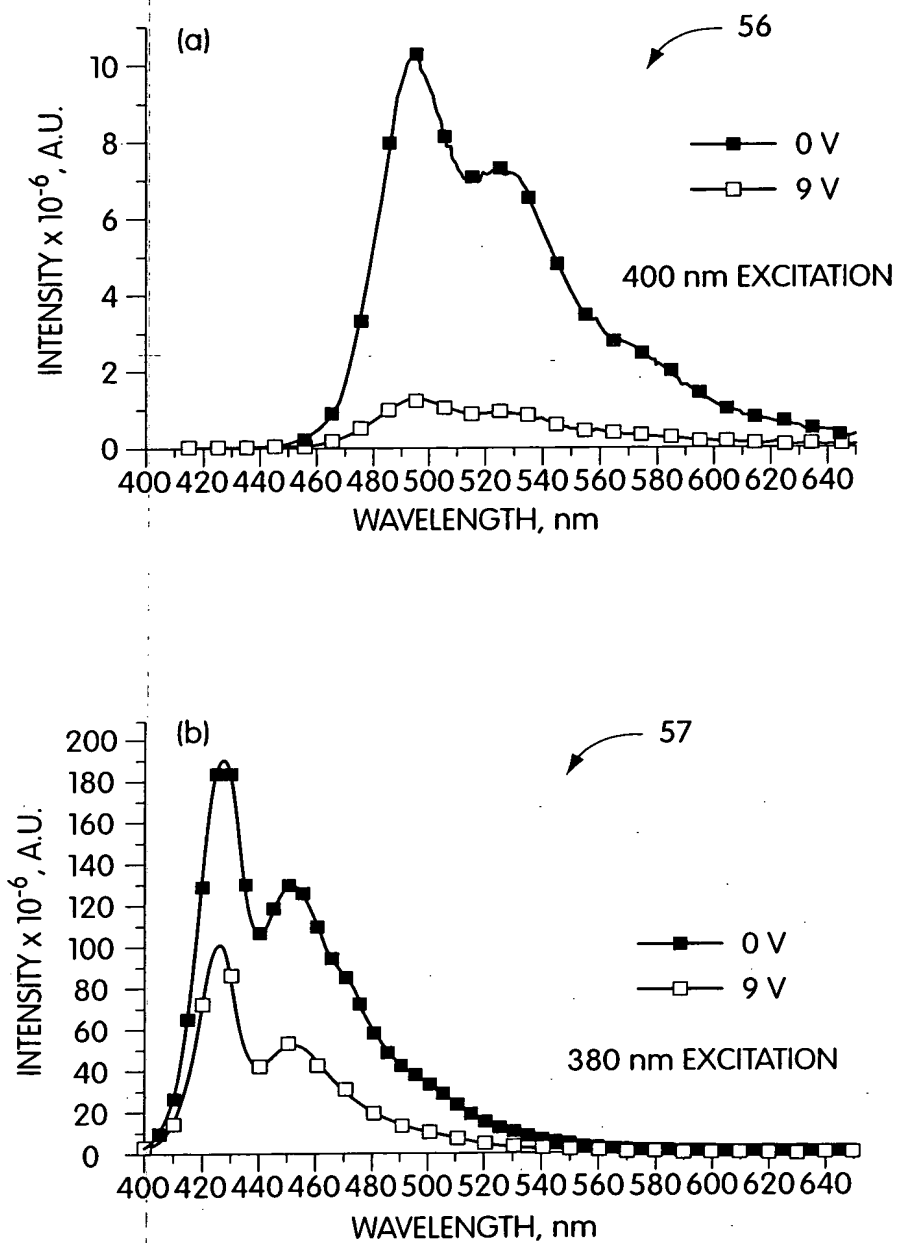 (a)
56
10
8
6
4
2
0
INTENSITY x 10⁻⁶, A.U.
0 V
9 V
400 nm EXCITATION
400 420 440 460 480 500 520 540 560 580 600 620 640
WAVELENGTH, nm
(b)
57
200
180
160
140
120
100
80
60
40
20
0
INTENSITY x 10⁻⁶, A.U.
0 V
9 V
380 nm EXCITATION
400 420 440 460 480 500 520 540 560 580 600 620 640
WAVELENGTH, nm